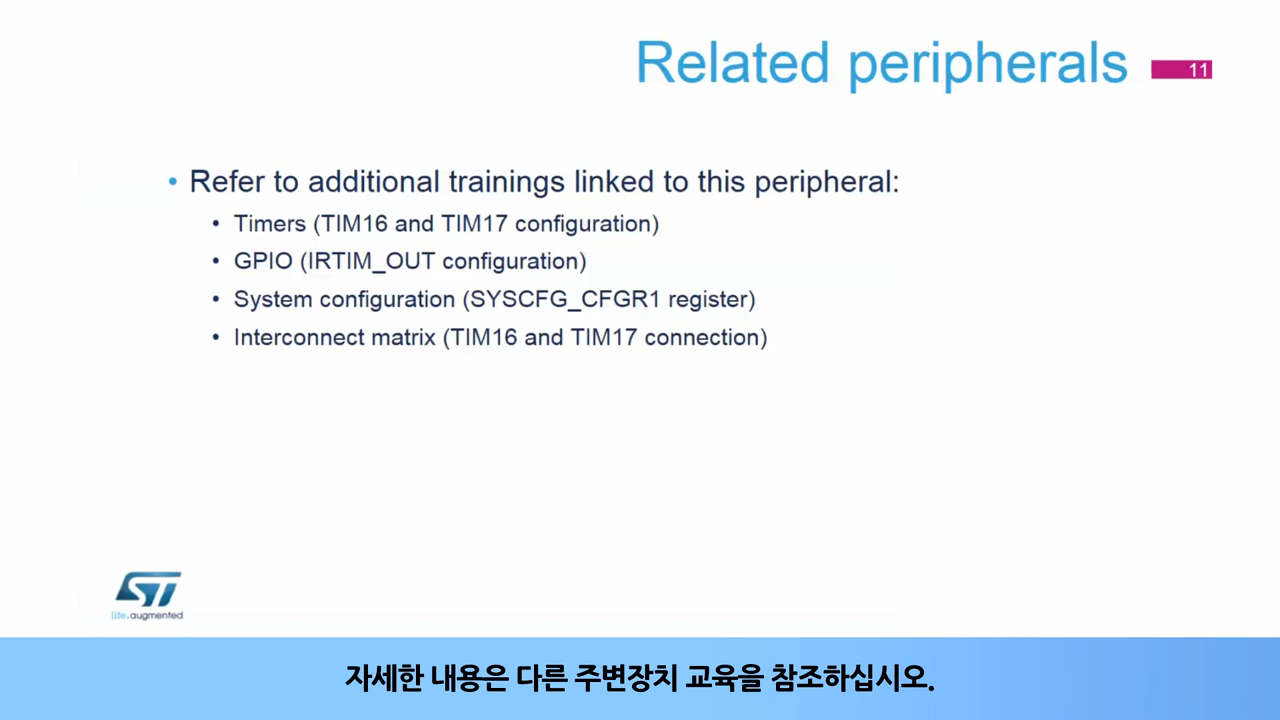 Related peripherals
11
• Refer to additional trainings linked to this peripheral:
• Timers (TIM16 and TIM17 configuration)
• GPIO (IRTIM_OUT configuration)
• System configuration (SYSCFG_CFGR1 register)
• Interconnect matrix (TIM16 and TIM17 connection)
ST
life.augmented
자세한 내용은 다른 주변장치 교육을 참조하십시오.